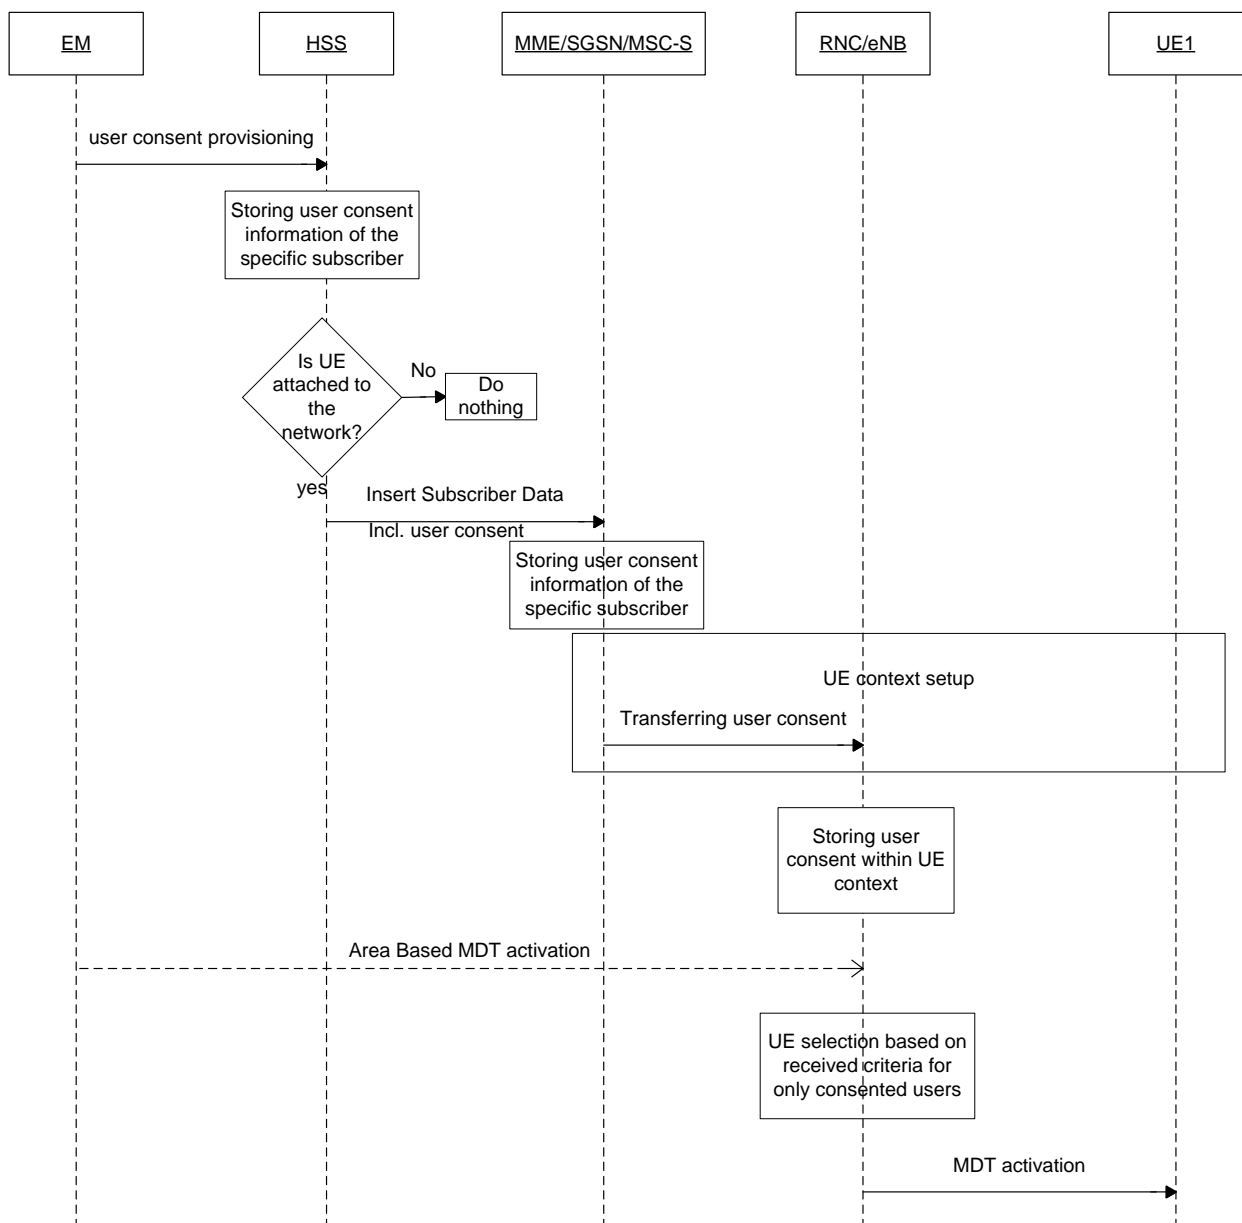 EM
HSS
MME/SGSN/MSC-S
RNC/eNB
UE1
user consent provisioning
Storing user consent
information of the
specific subscriber
Is UE
attached to
the
network?
No
Do
nothing
yes
Insert Subscriber Data
Incl. user consent
Storing user consent
information of the
specific subscriber
UE context setup
Transferring user consent
Storing user
consent within UE
context
Area Based MDT activation
UE selection based on
received criteria for
only consented users
MDT activation